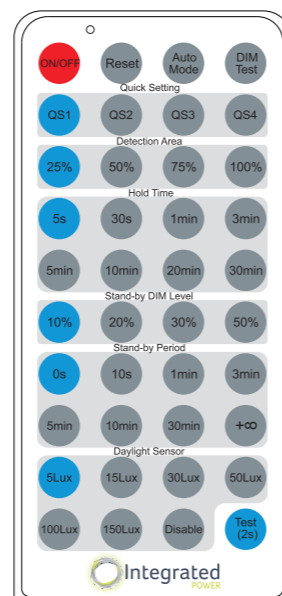 ON/OFF Reset Auto Mode DIM Test
Quick Setting
QS1 QS2 QS3 QS4
Detection Area
25% 50% 75% 100%
Hold Time
5s 30s 1min 3min
5min 10min 20min 30min
Stand-by DIM Level
10% 20% 30% 50%
Stand-by Period
0s 10s 1min 3min
5min 10min 30min +∞
Daylight Sensor
5Lux 15Lux 30Lux 50Lux
100Lux 150Lux Disable Test (2s)
Integrated
POWER